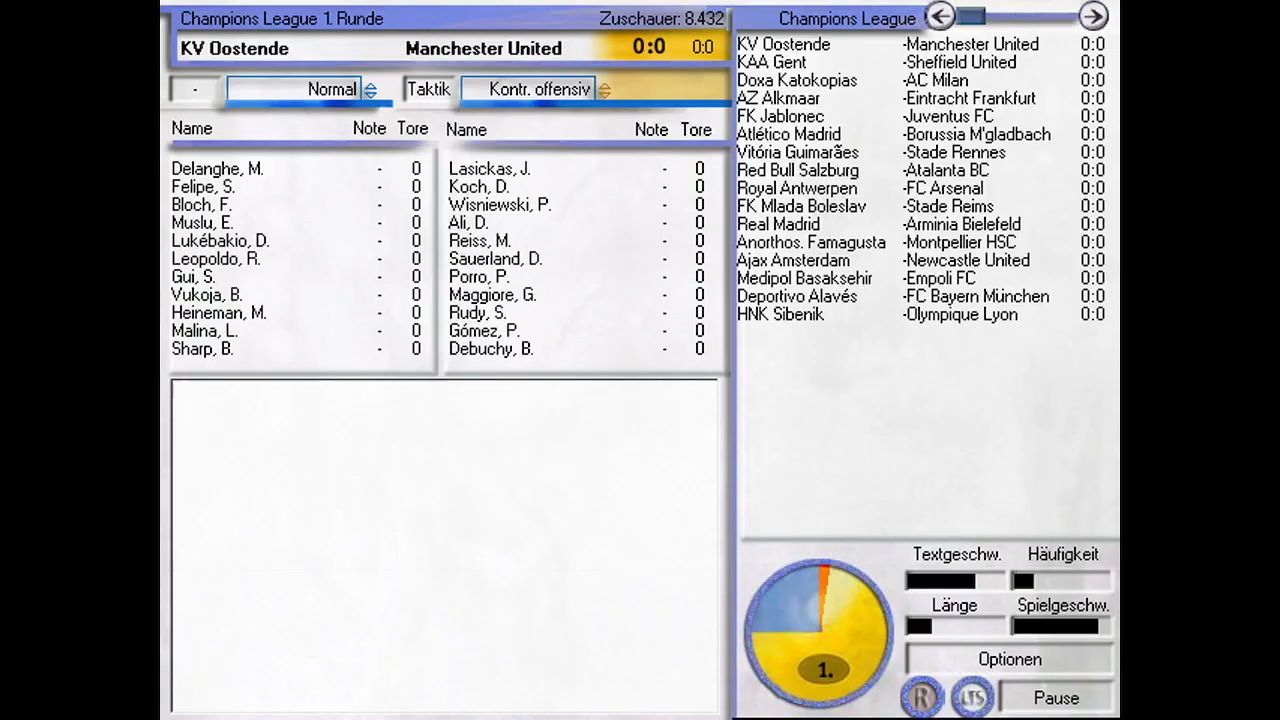 Champions League 1. Runde Zuschauer: 8.432
KV Oostende Manchester United 0:0 0:0
- Normal Taktik Kontr. offensiv
Name Note Tore Name Note Tore
Delanghe, M. - 0 Lasickas, J. - 0
Felipe, S. - 0 Koch, D. - 0
Bloch, F. - 0 Wisniewski, P. - 0
Muslu, E. - 0 Ali, D. - 0
Lukébakio, D. - 0 Reiss, M. - 0
Leopoldo, R. - 0 Sauerland, D. - 0
Gui, S. - 0 Porro, P. - 0
Vukoja, B. - 0 Maggiore, G. - 0
Heineman, M. - 0 Rudy, S. - 0
Malina, L. - 0 Gómez, P. - 0
Sharp, B. - 0 Debuchy, B. - 0
Champions League
KV Oostende -Manchester United 0:0
KAA Gent -Sheffield United 0:0
Doxa Katokopias -AC Milan 0:0
AZ Alkmaar -Eintracht Frankfurt 0:0
FK Jablonec -Juventus FC 0:0
Atlético Madrid -Borussia M'gladbach 0:0
Vitória Guimarães -Stade Rennes 0:0
Red Bull Salzburg -Atalanta BC 0:0
Royal Antwerpen -FC Arsenal 0:0
FK Mlada Boleslav -Stade Reims 0:0
Real Madrid -Arminia Bielefeld 0:0
Anorthos. Famagusta -Montpellier HSC 0:0
Ajax Amsterdam -Newcastle United 0:0
Medipol Basaksehir -Empoli FC 0:0
Deportivo Alavés -FC Bayern München 0:0
HNK Sibenik -Olympique Lyon 0:0
Textgeschw. Häufigkeit
Länge Spielgeschw.
1.
Optionen
R LTS Pause